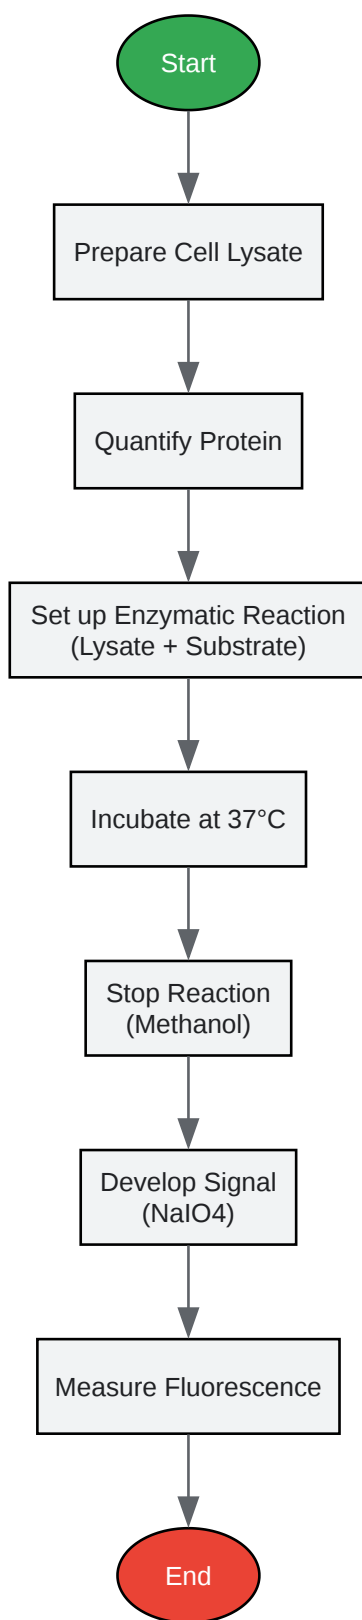 Start
Prepare Cell Lysate
Quantify Protein
Set up Enzymatic Reaction
(Lysate + Substrate)
Incubate at 37°C
Stop Reaction
(Methanol)
Develop Signal
(NaIO4)
Measure Fluorescence
End